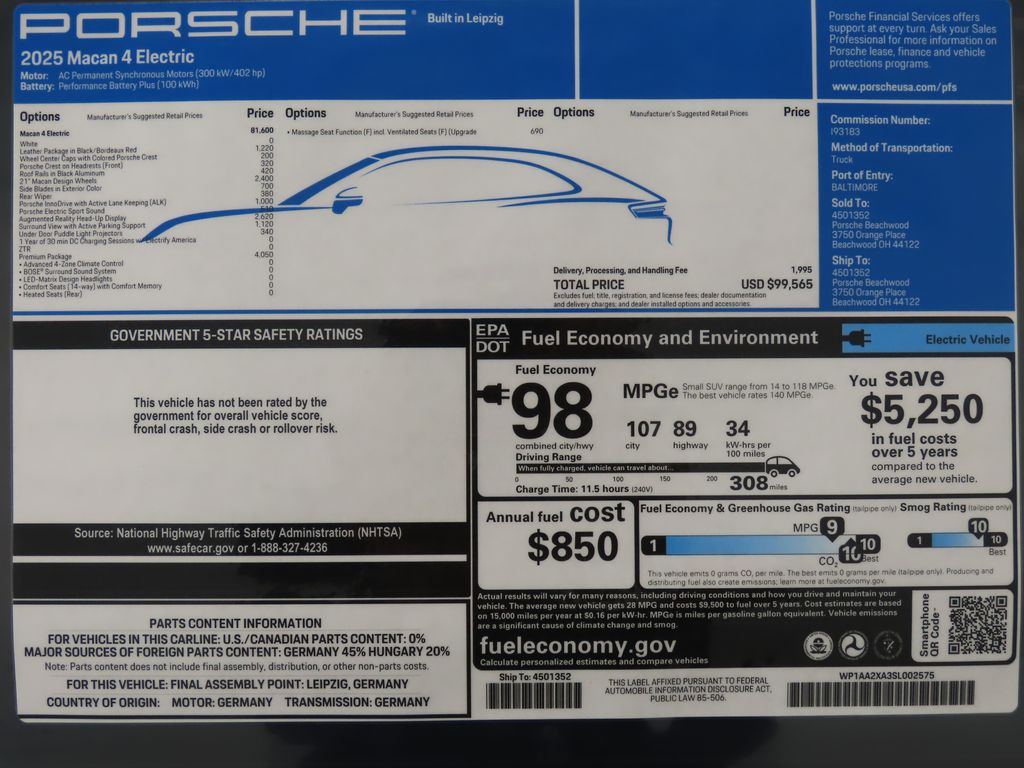 PORSCHE
Built in Leipzig
2025 Macan 4 Electric
Motor: AC Permanent Synchronous Motors (300 kW/402 hp)
Battery: Performance Battery Plus (100 kWh)
Porsche Financial Services offers
support at every turn. Ask your Sales
Professional for more information on
Porsche lease, finance and vehicle
protections programs.
www.porscheusa.com/pfs
Options Manufacturer's Suggested Retail Prices Price
Macan 4 Electric 81,600
White 0
Leather Package in Black/Bordeaux Red 1,220
Wheel Center Caps with Colored Porsche Crest 200
Porsche Crest on Headrests (Front) 320
Roof Rails in Black Aluminum 420
21" Macan Design Wheels 2,400
Side Blades in Exterior Color 700
Rear Wiper 380
Porsche InnoDrive with Active Lane Keeping (ALK) 1,000
Porsche Electric Sport Sound
Augmented Reality Head-Up Display 2,620
Surround View with Active Parking Support 1,120
Under Door Puddle Light Projectors 340
1 Year of 30 min DC Charging Sessions w/ Electrify America 0
ZTR 0
Premium Package 4,050
• Advanced 4-Zone Climate Control 0
• BOSE® Surround Sound System 0
• LED-Matrix Design Headlights 0
• Comfort Seats (14-way) with Comfort Memory 0
• Heated Seats (Rear) 0
Options Manufacturer's Suggested Retail Prices Price
• Massage Seat Function (F) incl. Ventilated Seats (F) (Upgrade 690
Options Manufacturer's Suggested Retail Prices Price
Delivery, Processing, and Handling Fee 1,995
TOTAL PRICE USD $99,565
Excludes fuel; title, registration, and license fees; dealer documentation
and delivery charges; and dealer installed options and accessories.
Commission Number:
I93183
Method of Transportation:
Truck
Port of Entry:
BALTIMORE
Sold To:
4501352
Porsche Beachwood
3750 Orange Place
Beachwood OH 44122
Ship To:
4501352
Porsche Beachwood
3750 Orange Place
Beachwood OH 44122
GOVERNMENT 5-STAR SAFETY RATINGS
This vehicle has not been rated by the
government for overall vehicle score,
frontal crash, side crash or rollover risk.
Source: National Highway Traffic Safety Administration (NHTSA)
www.safecar.gov or 1-888-327-4236
PARTS CONTENT INFORMATION
FOR VEHICLES IN THIS CARLINE: U.S./CANADIAN PARTS CONTENT: 0%
MAJOR SOURCES OF FOREIGN PARTS CONTENT: GERMANY 45% HUNGARY 20%
Note: Parts content does not include final assembly, distribution, or other non-parts costs.
FOR THIS VEHICLE: FINAL ASSEMBLY POINT: LEIPZIG, GERMANY
COUNTRY OF ORIGIN: MOTOR: GERMANY TRANSMISSION: GERMANY
EPA
DOT
Fuel Economy and Environment
Electric Vehicle
Fuel Economy
98
MPGe
Small SUV range from 14 to 118 MPGe.
The best vehicle rates 140 MPGe.
107 89 34
combined city/hwy city highway kW-hrs per
100 miles
Driving Range
When fully charged, vehicle can travel about...
0 50 100 150 200 308 miles
Charge Time: 11.5 hours (240V)
You save
$5,250
in fuel costs
over 5 years
compared to the
average new vehicle.
Annual fuel cost
$850
Fuel Economy & Greenhouse Gas Rating (tailpipe only)
MPG 9
1
10
Best
CO2 10
Smog Rating (tailpipe only)
10
1
10
Best
This vehicle emits 0 grams CO2 per mile. The best emits 0 grams per mile (tailpipe only). Producing and
distributing fuel also create emissions; learn more at fueleconomy.gov.
Actual results will vary for many reasons, including driving conditions and how you drive and maintain your
vehicle. The average new vehicle gets 28 MPG and costs $9,500 to fuel over 5 years. Cost estimates are based
on 15,000 miles per year at $0.16 per kW-hr. MPGe is miles per gasoline gallon equivalent. Vehicle emissions
are a significant cause of climate change and smog.
fueleconomy.gov
Calculate personalized estimates and compare vehicles
Smartphone
QR Code™
Ship To: 4501352
THIS LABEL AFFIXED PURSUANT TO FEDERAL
AUTOMOBILE INFORMATION DISCLOSURE ACT,
PUBLIC LAW 85-506.
WP1AA2XA3SL002575